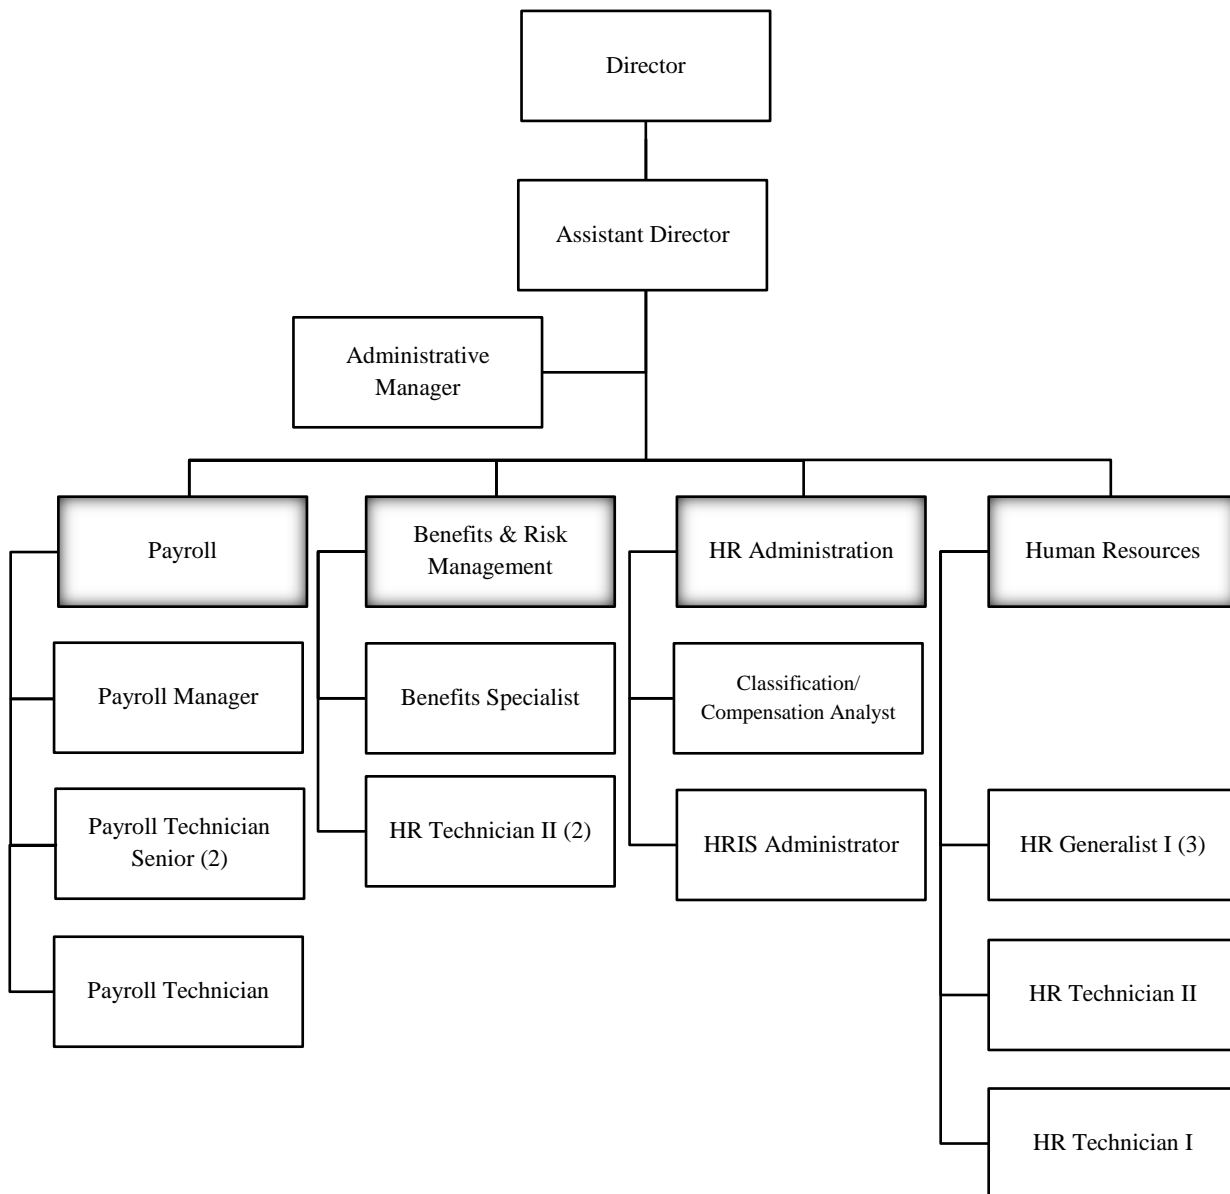 Director
Assistant Director
Administrative
Manager
Payroll
Benefits & Risk
Management
HR Administration
Human Resources
Payroll Manager
Benefits Specialist
Classification/
Compensation Analyst
Payroll Technician
Senior (2)
HR Technician II (2)
HRIS Administrator
HR Generalist I (3)
Payroll Technician
HR Technician II
HR Technician I